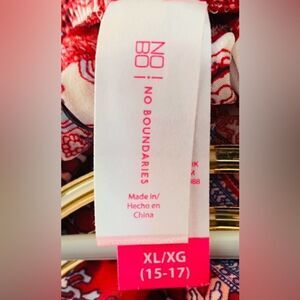 NO!
BO!
NO BOUNDARIES
Made in/
Hecho en
China
XL/XG
(15-17)